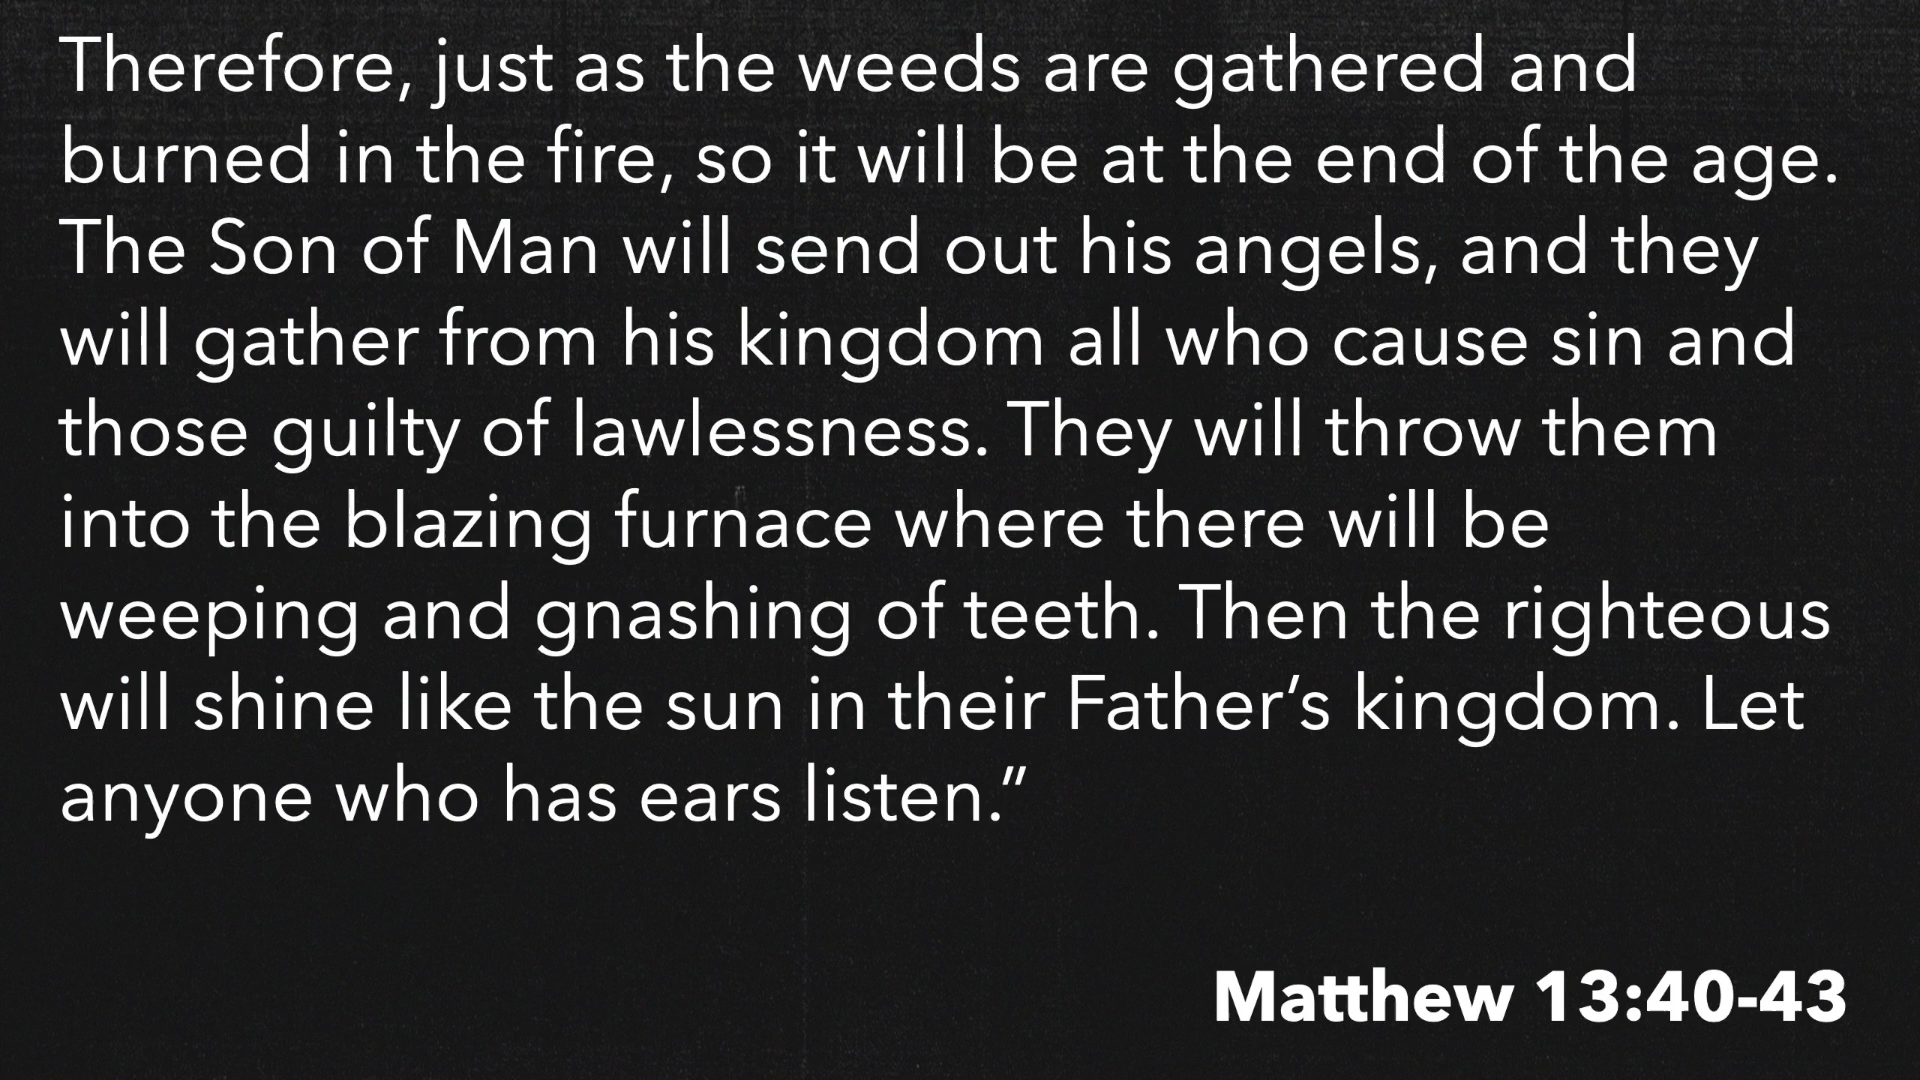 Therefore, just as the weeds are gathered and
burned in the fire, so it will be at the end of the age.
The Son of Man will send out his angels, and they
will gather from his kingdom all who cause sin and
those guilty of lawlessness. They will throw them
into the blazing furnace where there will be
weeping and gnashing of teeth. Then the righteous
will shine like the sun in their Father’s kingdom. Let
anyone who has ears listen.”
Matthew 13:40-43